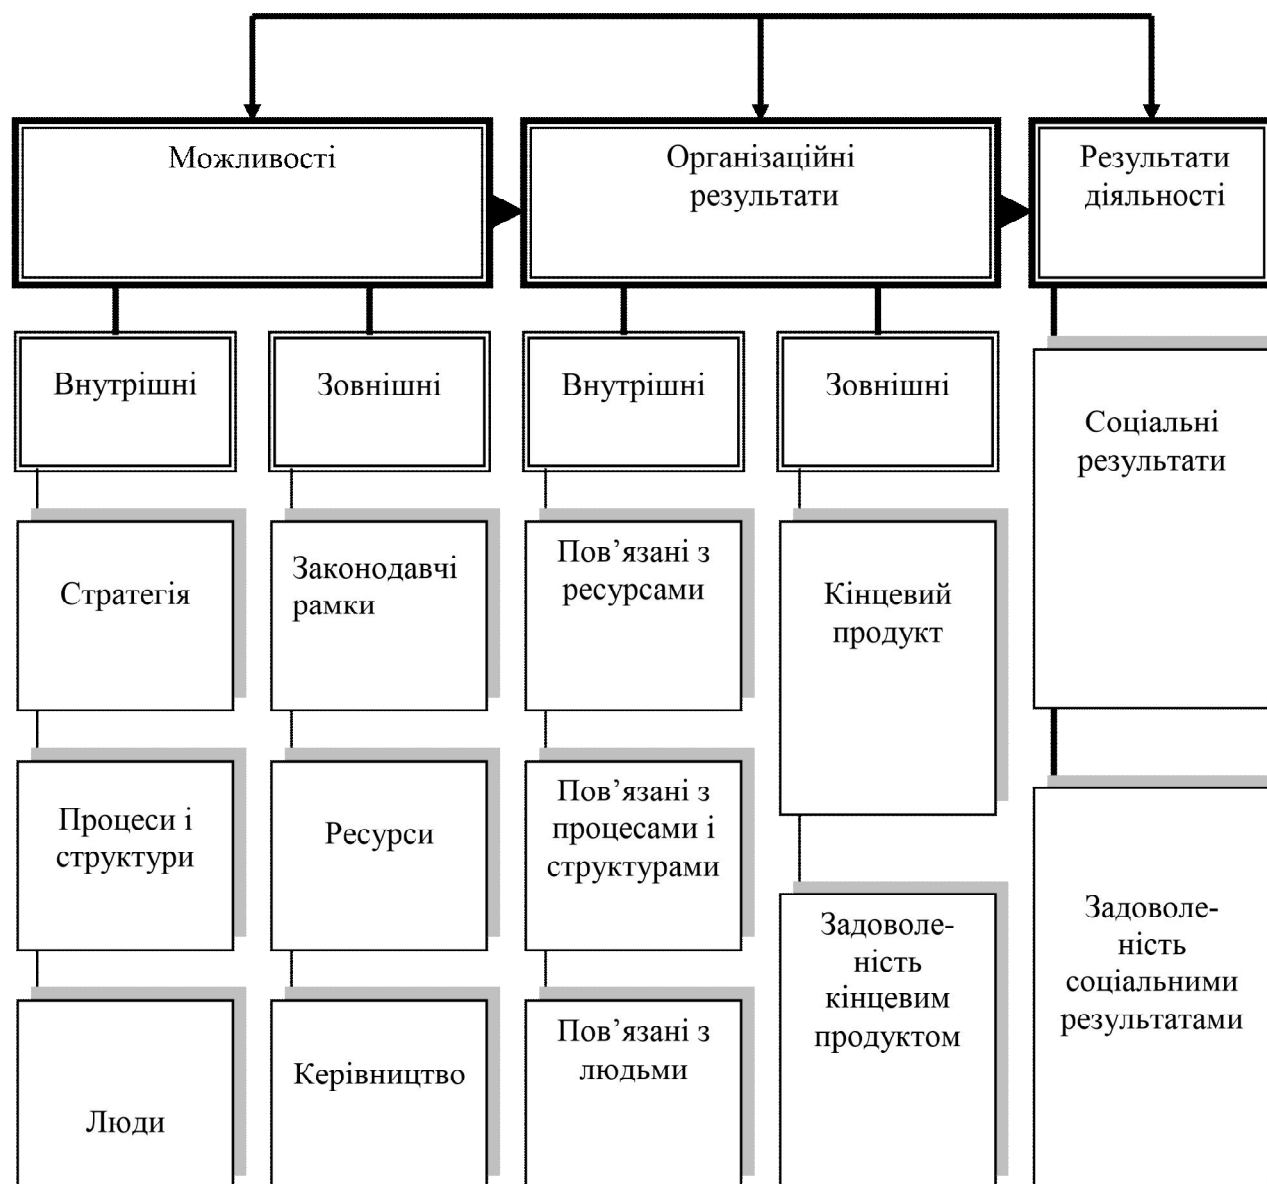 Можливості
Організаційні
результати
Результати
діяльності
Внутрішні
Зовнішні
Внутрішні
Зовнішні
Соціальні
результати
Стратегія
Законодавчі
рамки
Пов’язані з
ресурсами
Кінцевий
продукт
Процеси і
структури
Ресурси
Пов’язані з
процесами і
структурами
Задоволе-
ність
кінцевим
продуктом
Задоволе-
ність
соціальними
результатами
Люди
Керівництво
Пов’язані з
людьми